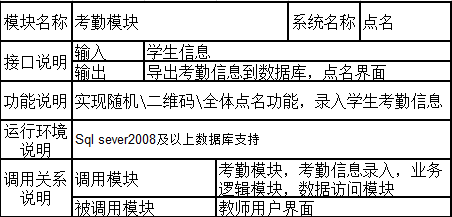 模块名称 考勤模块 系统名称 点名
接口说明 输入 学生信息
输出 导出考勤信息到数据库，点名界面
功能说明 实现随机\二维码\全体点名功能，录入学生考勤信息
运行环境
说明
Sql sever2008及以上数据库支持
调用关系
说明
调用模块
考勤模块，考勤信息录入，业务
逻辑模块，数据访问模块
被调用模块 教师用户界面